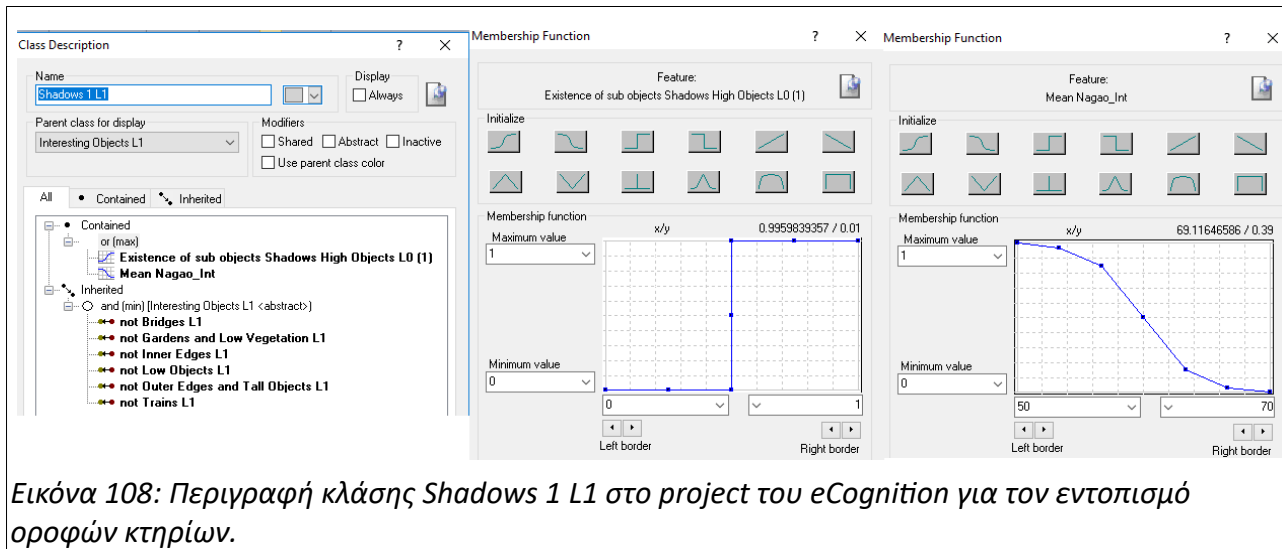 Class Description
?
Name
Shadows 1 L1
Display
Always
Parent class for display
Interesting Objects L1
Modifiers
Shared Abstract Inactive
Use parent class color
All Contained Inherited
Contained
or (max)
Existence of sub objects Shadows High Objects L0 (1)
Mean Nagao_Int
Inherited
and (min) [Interesting Objects L1 <abstract>)
not Bridges L1
not Gardens and Low Vegetation L1
not Inner Edges L1
not Low Objects L1
not Outer Edges and Tall Objects L1
not Trains L1
Membership Function
?
Feature:
Existence of sub objects Shadows High Objects L0 (1)
Initialize
Membership function
Maximum value
x/y
0.9959839357 / 0.01
1
Minimum value
0
0
1
Left border
Right border
Membership Function
?
Feature:
Mean Nagao_Int
Initialize
Membership function
Maximum value
x/y
69.11646586 / 0.39
1
Minimum value
0
50
70
Left border
Right border
Εικόνα 108: Περιγραφή κλάσης Shadows 1 L1 στο project του eCognition για τον εντοπισμό
οροφών κτηρίων.